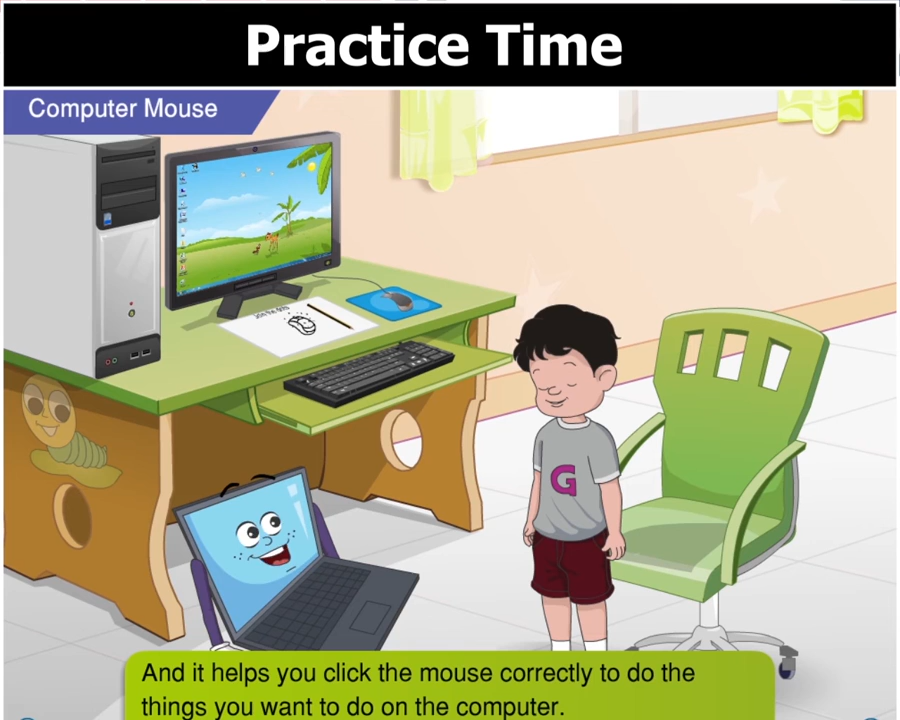 Practice Time
Computer Mouse
G
And it helps you click the mouse correctly to do the
things you want to do on the computer.